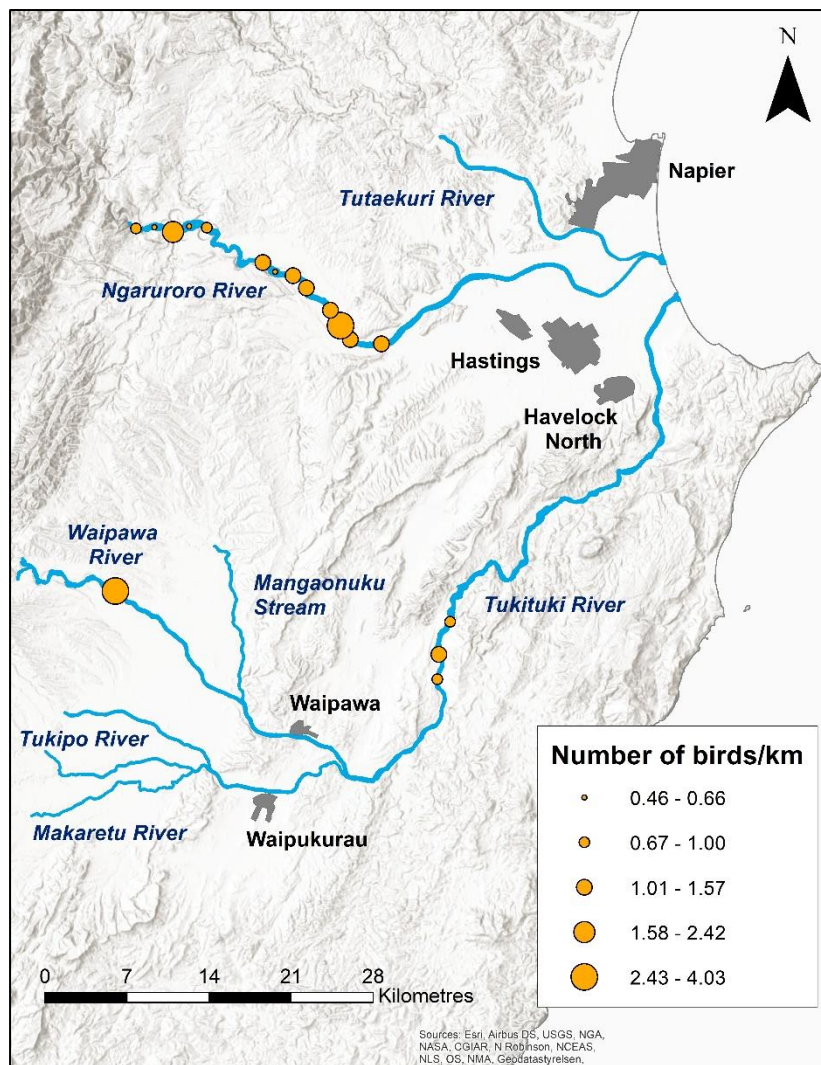 N
Napier
Tutaekuri River
Ngaruroro River
Hastings
Havelock
North
Waipawa
River
Mangaonuku
Stream
Tukituki River
Waipawa
Tukipo River
Makaretu River
Waipukurau
Number of birds/km
0.46 - 0.66
0.67 - 1.00
1.01 - 1.57
1.58 - 2.42
2.43 - 4.03
0 7 14 21 28
Kilometres
Sources: Esri, Airbus DS, USGS, NGA,
NASA, CGIAR, N Robinson, NCEAS,
NLS, OS, NMA, Geodatastyrelsen,